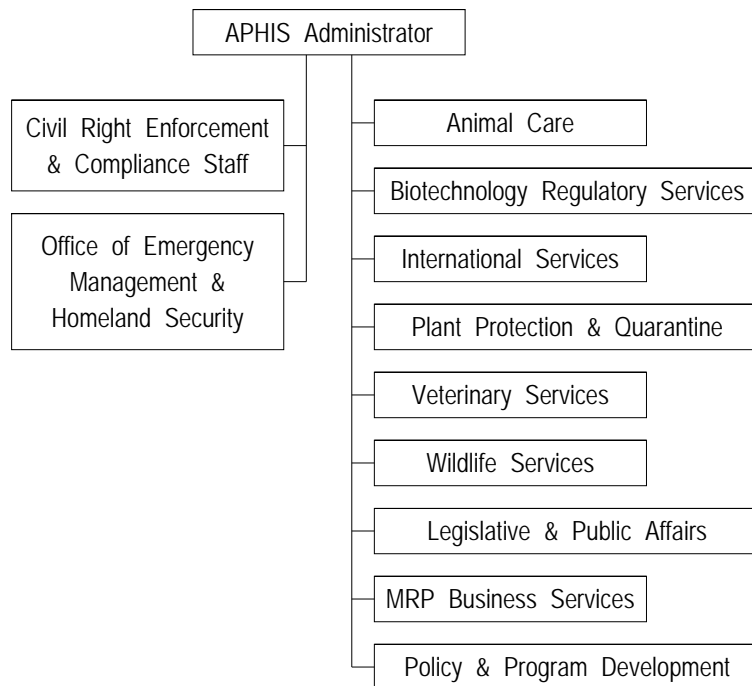 APHIS Administrator
Civil Right Enforcement
& Compliance Staff
Office of Emergency
Management &
Homeland Security
Animal Care
Biotechnology Regulatory Services
International Services
Plant Protection & Quarantine
Veterinary Services
Wildlife Services
Legislative & Public Affairs
MRP Business Services
Policy & Program Development